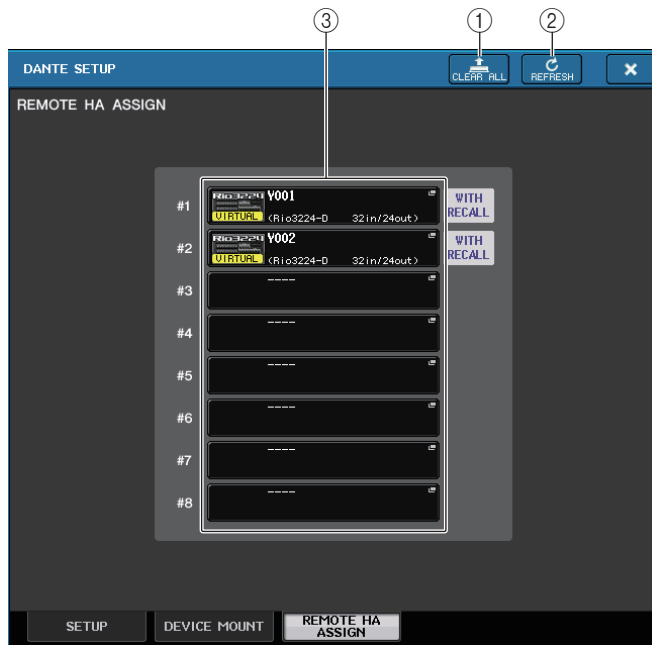 ③ ① ②
DANTE SETUP
CLEAR ALL
REFRESH
REMOTE HA ASSIGN
#1
Rio3224
VIRTUAL
Y001
(Rio3224-D 32in/24out)
WITH
RECALL
#2
Rio3224
VIRTUAL
Y002
(Rio3224-D 32in/24out)
WITH
RECALL
#3 ----
#4 ----
#5 ----
#6 ----
#7 ----
#8 ----
SETUP
DEVICE MOUNT
REMOTE HA
ASSIGN